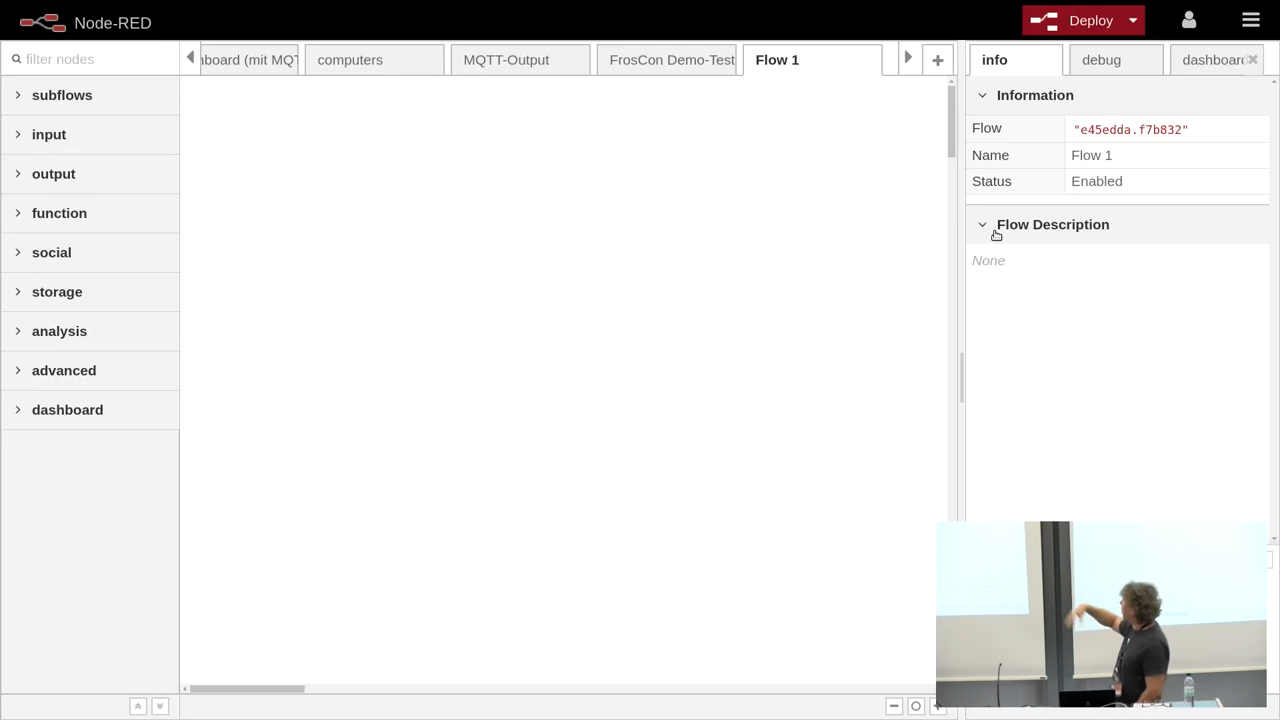 Node-RED
Deploy
filter nodes
subflows
input
output
function
social
storage
analysis
advanced
dashboard
hboard (mit MQT
computers
MQTT-Output
FrosCon Demo-Test
Flow 1
info
debug
dashboard
Information
Flow "e45edda.f7b832"
Name Flow 1
Status Enabled
Flow Description
None